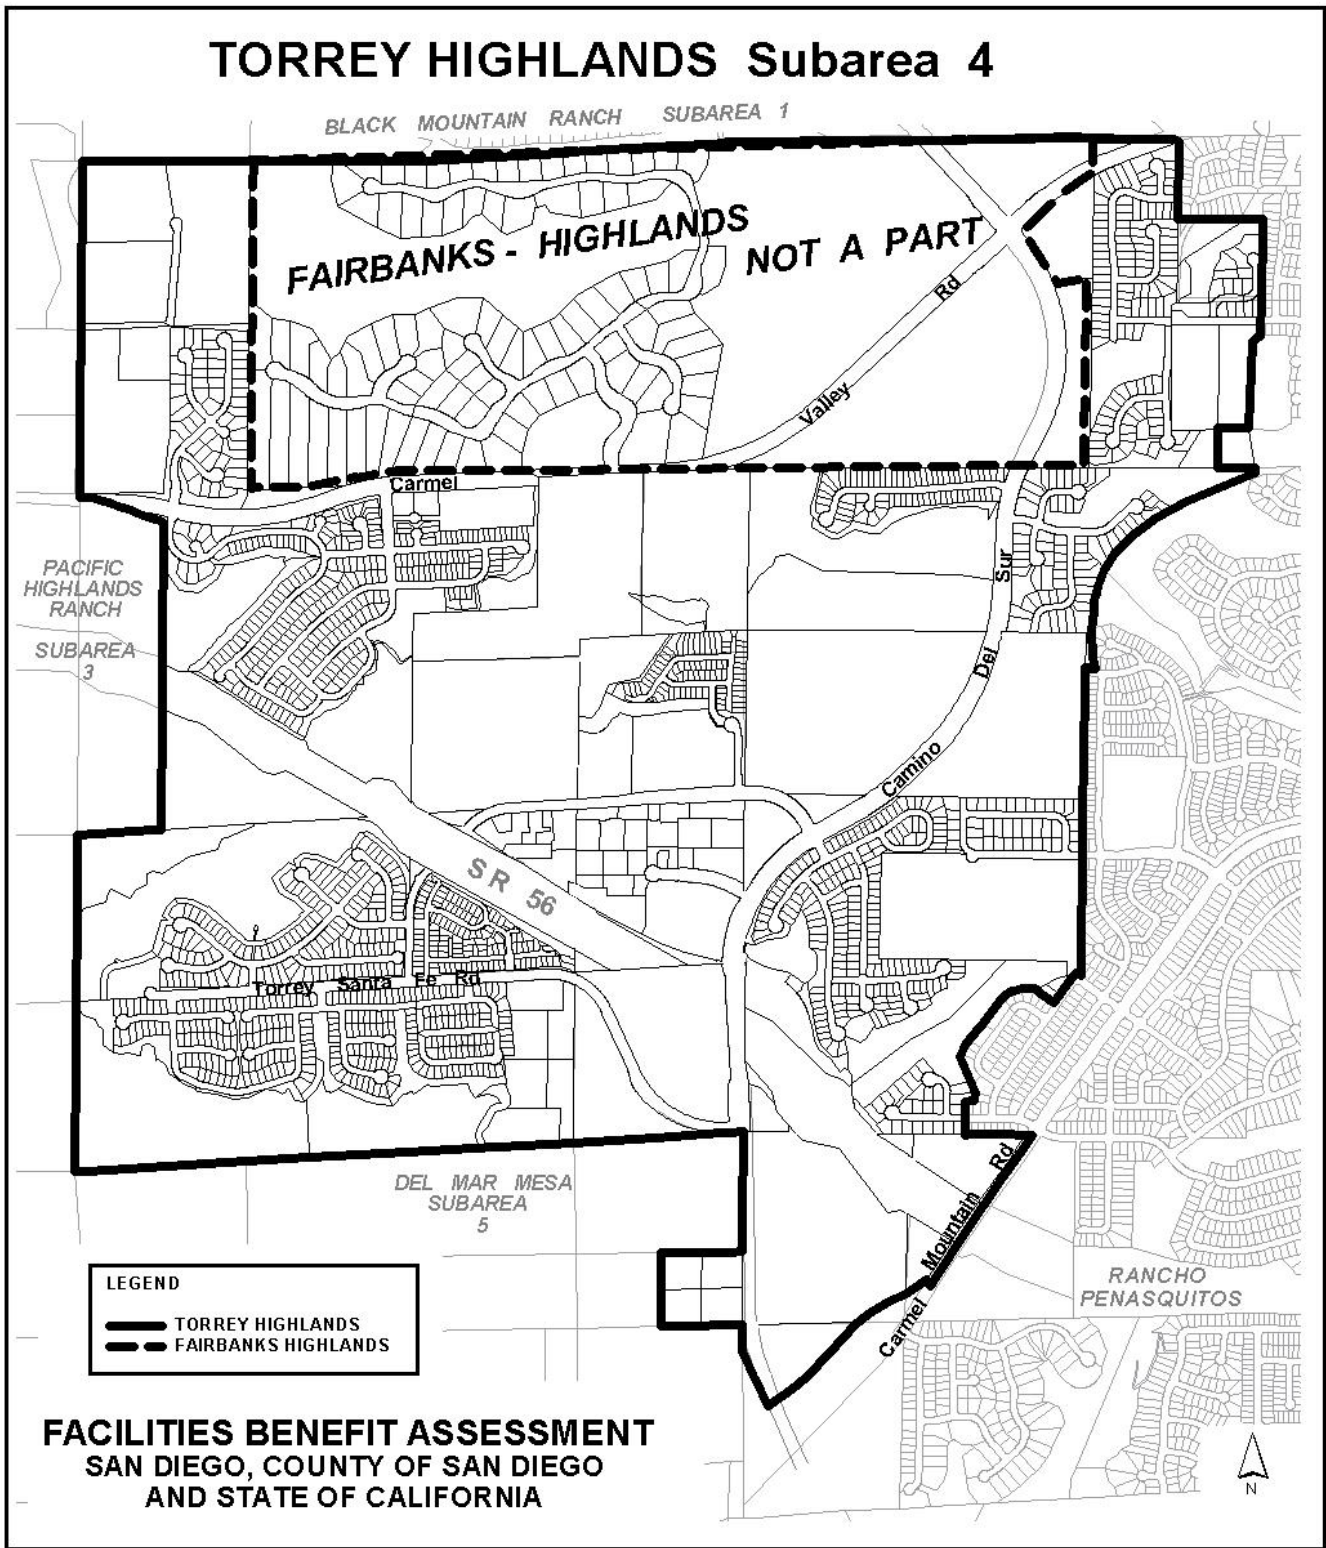 TORREY HIGHLANDS Subarea 4
BLACK MOUNTAIN RANCH SUBAREA 1
FAIRBANKS - HIGHLANDS
NOT A PART
Valley Rd
Carmel
PACIFIC
HIGHLANDS
RANCH
SUBAREA
3
Camino Del Sur
SR 56
Torrey Sanra Fe Rd
DEL MAR MESA
SUBAREA
5
Carmel Mountain Rd
RANCHO
PENASQUITOS
LEGEND
TORREY HIGHLANDS
FAIRBANKS HIGHLANDS
FACILITIES BENEFIT ASSESSMENT
SAN DIEGO, COUNTY OF SAN DIEGO
AND STATE OF CALIFORNIA
N